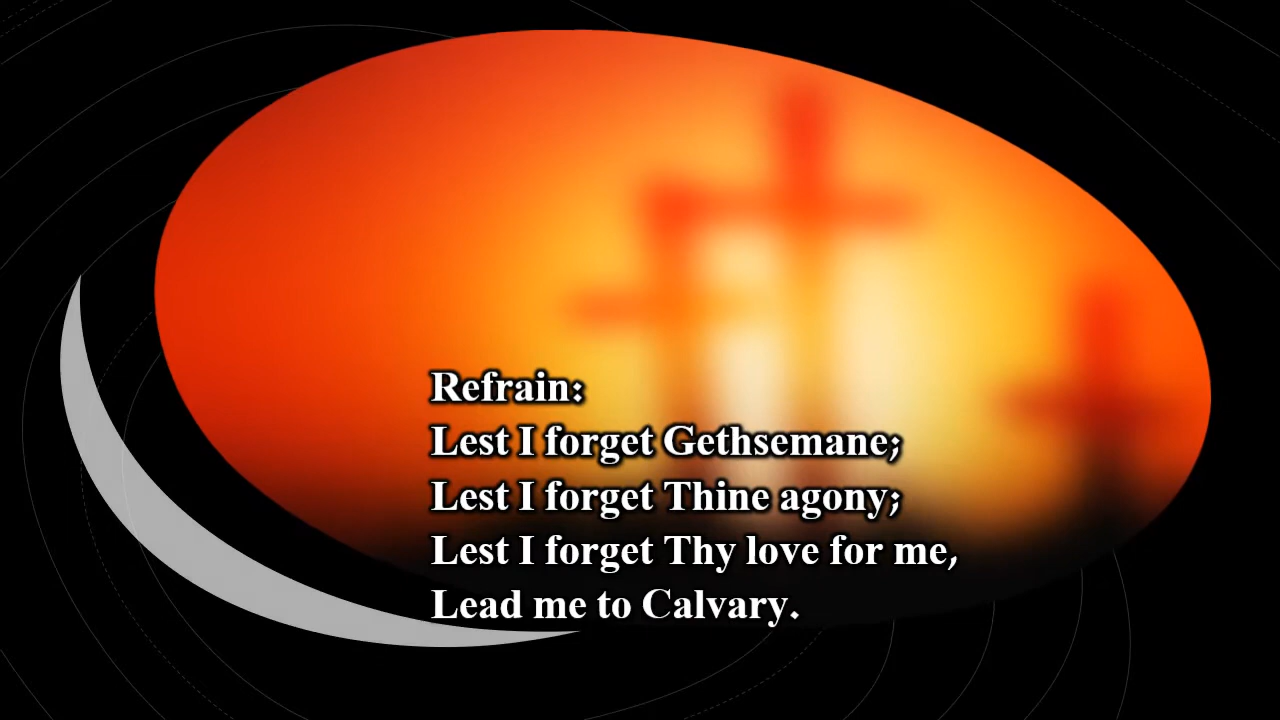 Refrain:
Lest I forget Gethsemane;
Lest I forget Thine agony;
Lest I forget Thy love for me,
Lead me to Calvary.